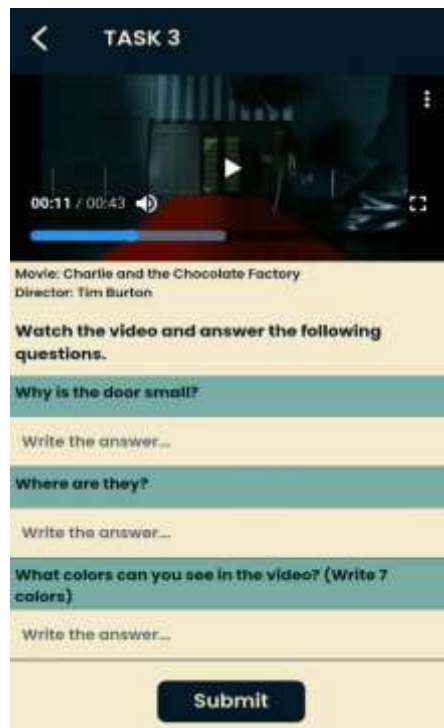 TASK 3
00:11 / 00:43
Movie: Charlie and the Chocolate Factory
Director: Tim Burton
Watch the video and answer the following
questions.
Why is the door small?
Write the answer...
Where are they?
Write the answer...
What colors can you see in the video? (Write 7
colors)
Write the answer...
Submit